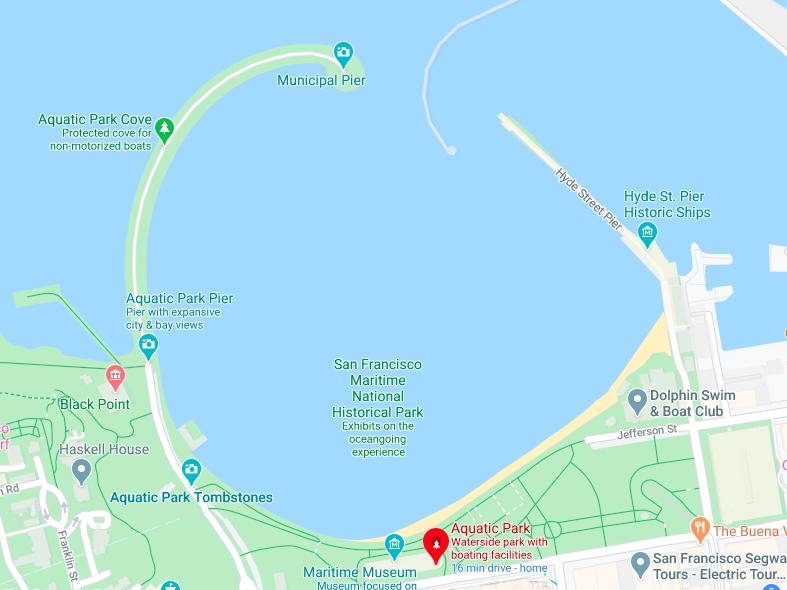 Municipal Pier
Aquatic Park Cove
Protected cove for
non-motorized boats
Hyde Street Pier
Hyde St. Pier
Historic Ships
Aquatic Park Pier
Pier with expansive
city & bay views
San Francisco
Maritime
National
Historical Park
Exhibits on the
oceangoing
experience
Black Point
Dolphin Swim
& Boat Club
Jefferson St
Haskell House
Rd
Aquatic Park Tombstones
Franklin St
Aquatic Park
Waterside park with
boating facilities
16 min drive - home
The Buena V
Maritime Museum
Museum focused on
San Francisco Segwa
Tours - Electric Tour...